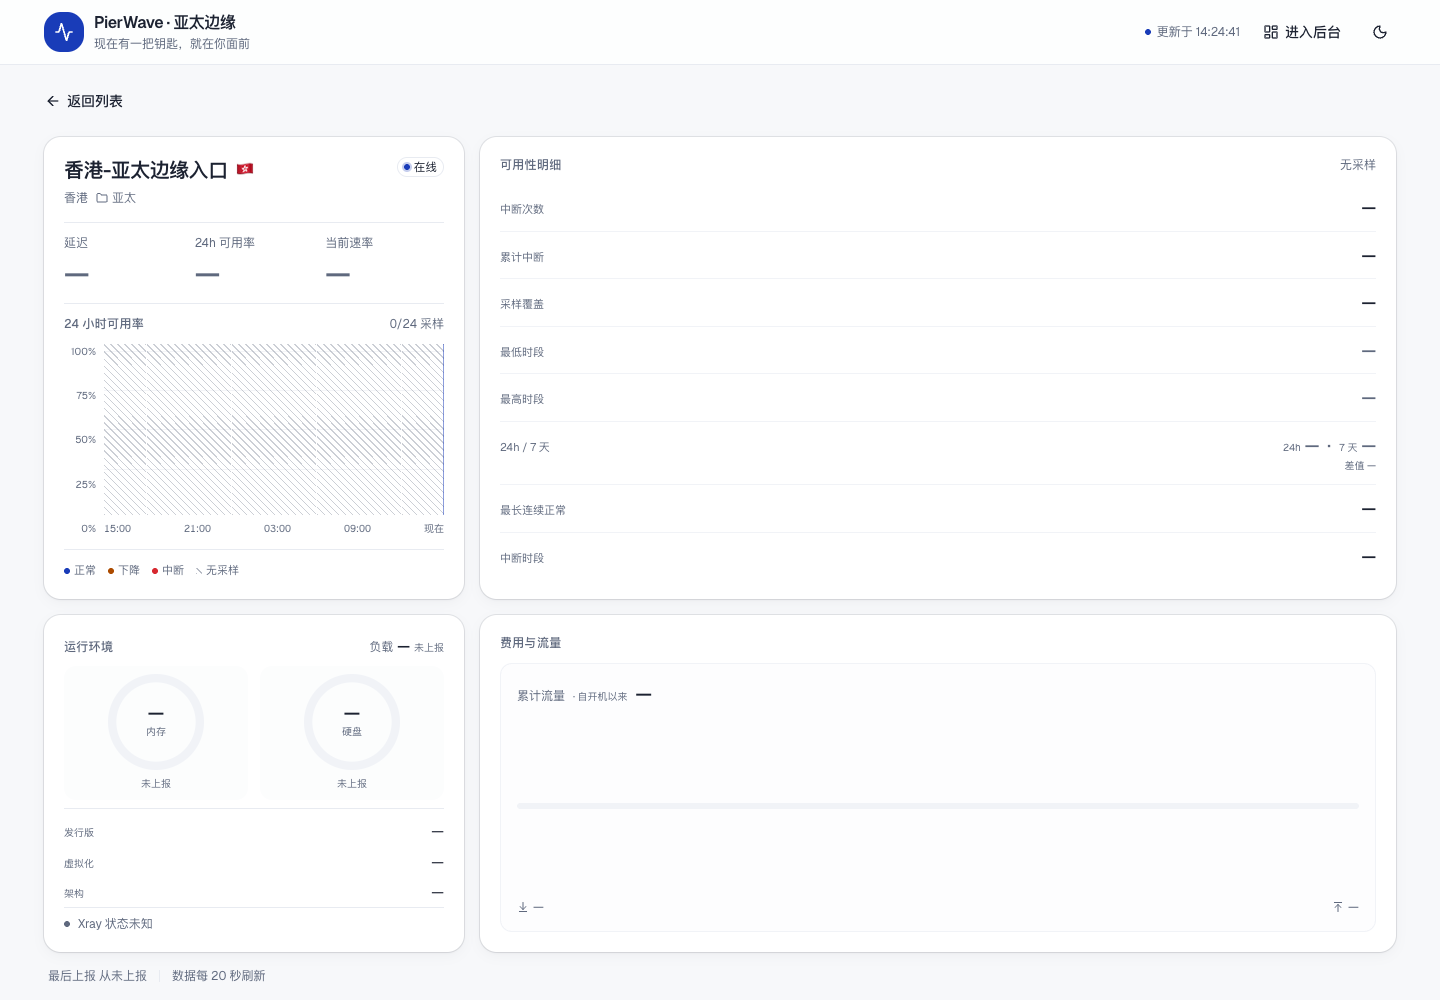 PierWave · 亚太边缘
现在有一把钥匙，就在你面前
更新于 14:24:41
进入后台
返回列表
香港-亚太边缘入口
在线
香港 亚太
延迟 24h 可用率 当前速率
— — —
24 小时可用率 0/24 采样
100%
75%
50%
25%
0%
15:00 21:00 03:00 09:00 现在
正常 下降 中断 无采样
可用性明细 无采样
中断次数 —
累计中断 —
采样覆盖 —
最低时段 —
最高时段 —
24h / 7 天 24h — · 7 天 —
差值 —
最长连续正常 —
中断时段 —
运行环境 负载 — 未上报
— —
内存 硬盘
未上报 未上报
发行版 —
虚拟化 —
架构 —
Xray 状态未知
费用与流量
累计流量 · 自开机以来 —
— —
最后上报 从未上报 数据每 20 秒刷新